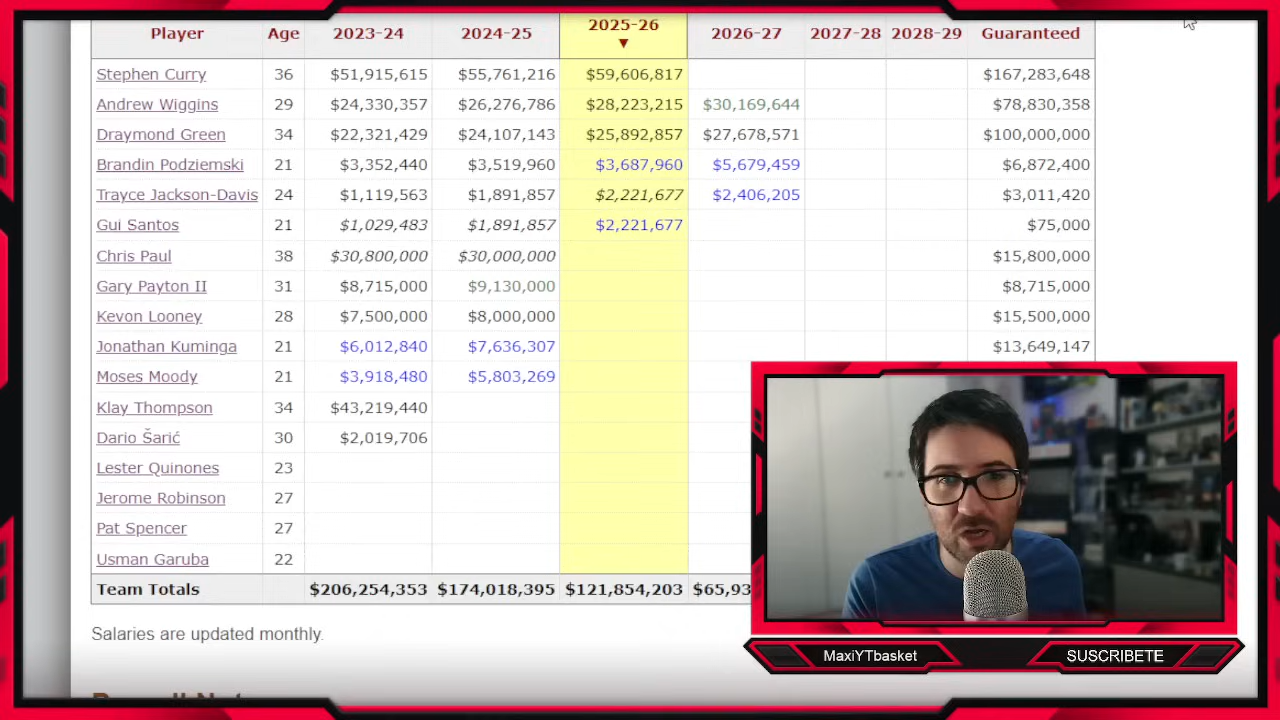 Player Age 2023-24 2024-25 2025-26 ▼ 2026-27 2027-28 2028-29 Guaranteed
Stephen Curry 36 $51,915,615 $55,761,216 $59,606,817 $167,283,648
Andrew Wiggins 29 $24,330,357 $26,276,786 $28,223,215 $30,169,644 $78,830,358
Draymond Green 34 $22,321,429 $24,107,143 $25,892,857 $27,678,571 $100,000,000
Brandin Podziemski 21 $3,352,440 $3,519,960 $3,687,960 $5,679,459 $6,872,400
Trayce Jackson-Davis 24 $1,119,563 $1,891,857 $2,221,677 $2,406,205 $3,011,420
Gui Santos 21 $1,029,483 $1,891,857 $2,221,677 $75,000
Chris Paul 38 $30,800,000 $30,000,000 $15,800,000
Gary Payton II 31 $8,715,000 $9,130,000 $8,715,000
Kevon Looney 28 $7,500,000 $8,000,000 $15,500,000
Jonathan Kuminga 21 $6,012,840 $7,636,307 $13,649,147
Moses Moody 21 $3,918,480 $5,803,269
Klay Thompson 34 $43,219,440
Dario Šarić 30 $2,019,706
Lester Quinones 23
Jerome Robinson 27
Pat Spencer 27
Usman Garuba 22
Team Totals $206,254,353 $174,018,395 $121,854,203 $65,93
Salaries are updated monthly.
MaxiYTbasket SUSCRIBETE